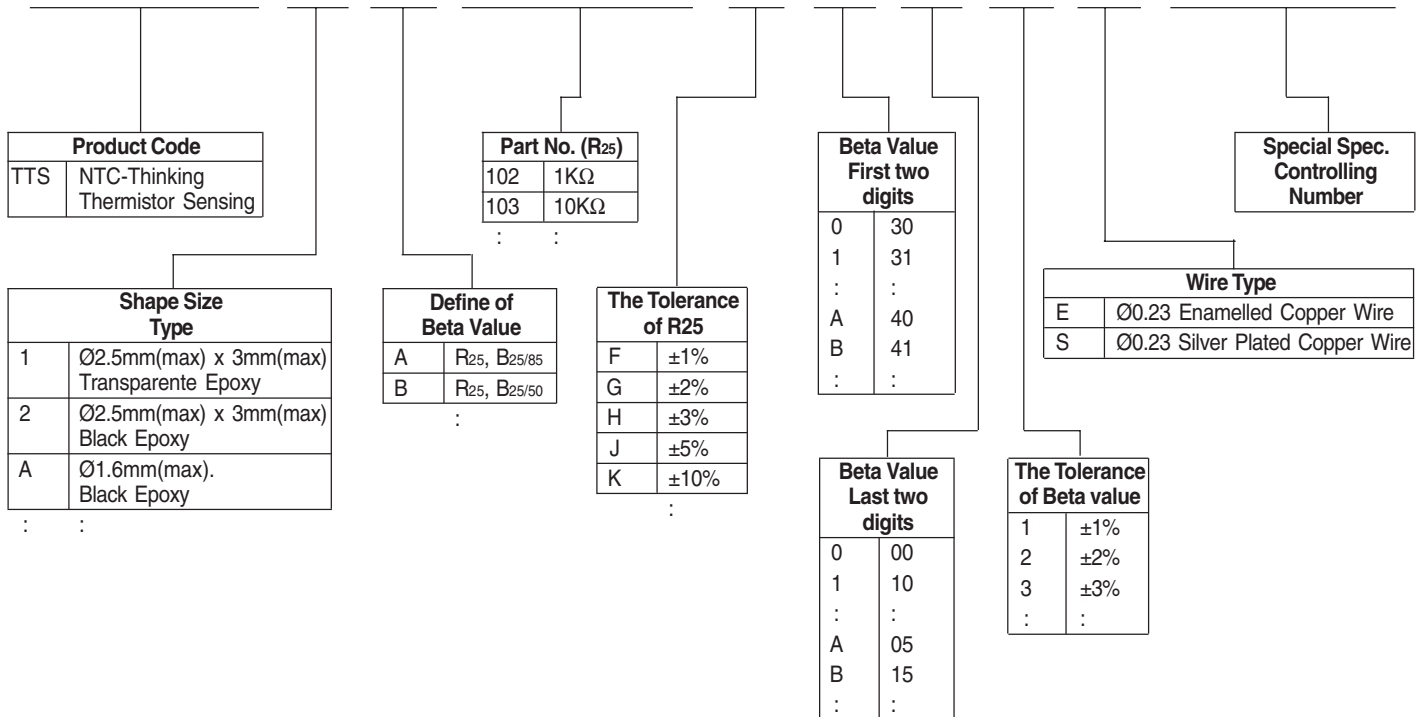 Product Code
TTS NTC-Thinking
Thermistor Sensing
Part No. (R25)
102 1KΩ
103 10KΩ
: :
Beta Value
First two
digits
0 30
1 31
: :
A 40
B 41
: :
Special Spec.
Controlling
Number
Shape Size
Type
1 Ø2.5mm(max) x 3mm(max)
Transparente Epoxy
2 Ø2.5mm(max) x 3mm(max)
Black Epoxy
A Ø1.6mm(max).
Black Epoxy
: :
Define of
Beta Value
A R25, B25/85
B R25, B25/50
:
The Tolerance
of R25
F ±1%
G ±2%
H ±3%
J ±5%
K ±10%
:
Wire Type
E Ø0.23 Enamelled Copper Wire
S Ø0.23 Silver Plated Copper Wire
Beta Value
Last two
digits
0 00
1 10
: :
A 05
B 15
: :
The Tolerance
of Beta value
1 ±1%
2 ±2%
3 ±3%
: :